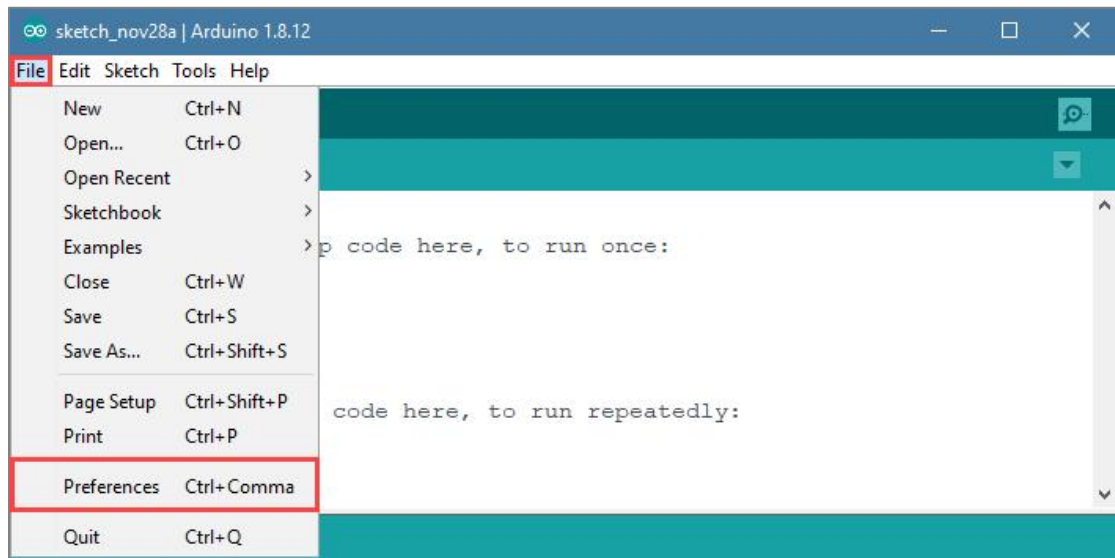 sketch_nov28a | Arduino 1.8.12
File Edit Sketch Tools Help
New Ctrl+N
Open... Ctrl+O
Open Recent
Sketchbook
Examples
p code here, to run once:
Close Ctrl+W
Save Ctrl+S
Save As... Ctrl+Shift+S
Page Setup Ctrl+Shift+P
code here, to run repeatedly:
Print Ctrl+P
Preferences Ctrl+Comma
Quit Ctrl+Q